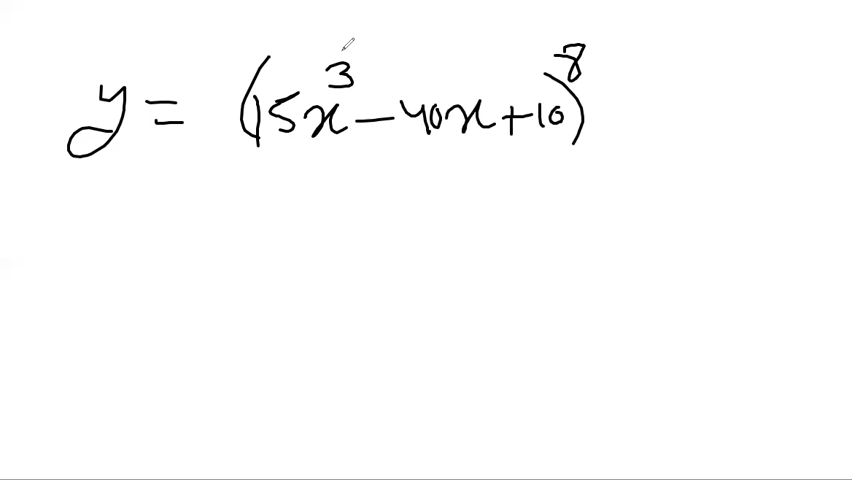 y = (15x³ - 40x + 10)⁸